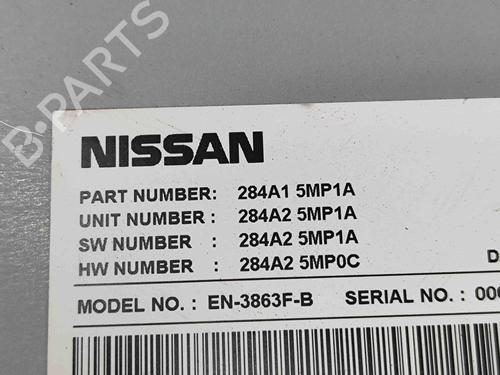 NISSAN
PART NUMBER: 284A1 5MP1A
UNIT NUMBER: 284A2 5MP1A
SW NUMBER : 284A2 5MP1A
HW NUMBER : 284A2 5MP0C D
MODEL NO. : EN-3863F-B SERIAL NO. : 000
B-PARTS